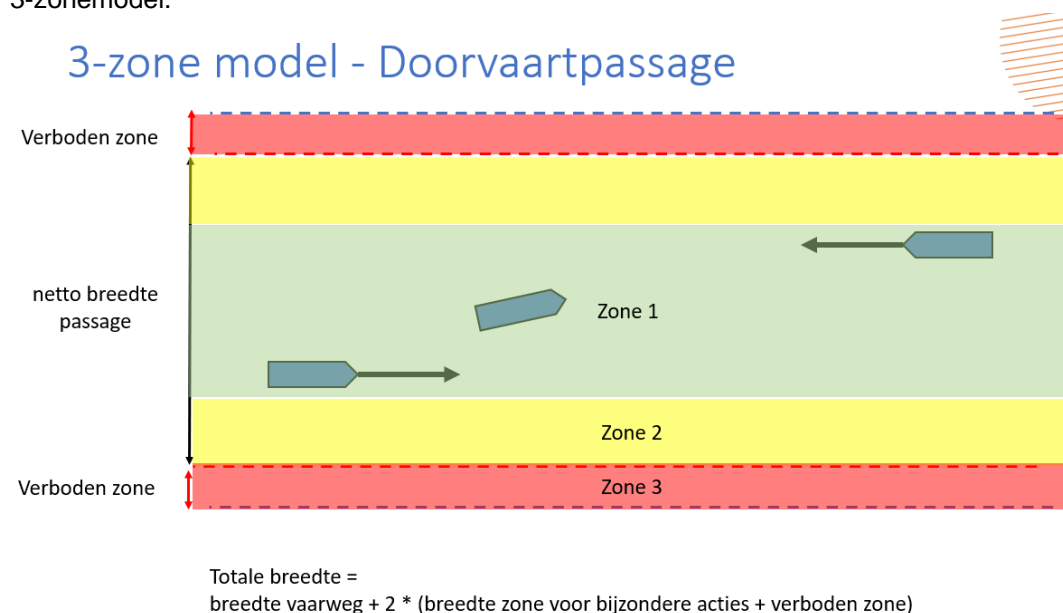 3-zonemodel.
3-zone model - Doorvaartpassage
Verboden zone
netto breedte
passage
Zone 1
Zone 2
Verboden zone
Zone 3
Totale breedte =
breedte vaarweg + 2 * (breedte zone voor bijzondere acties + verboden zone)